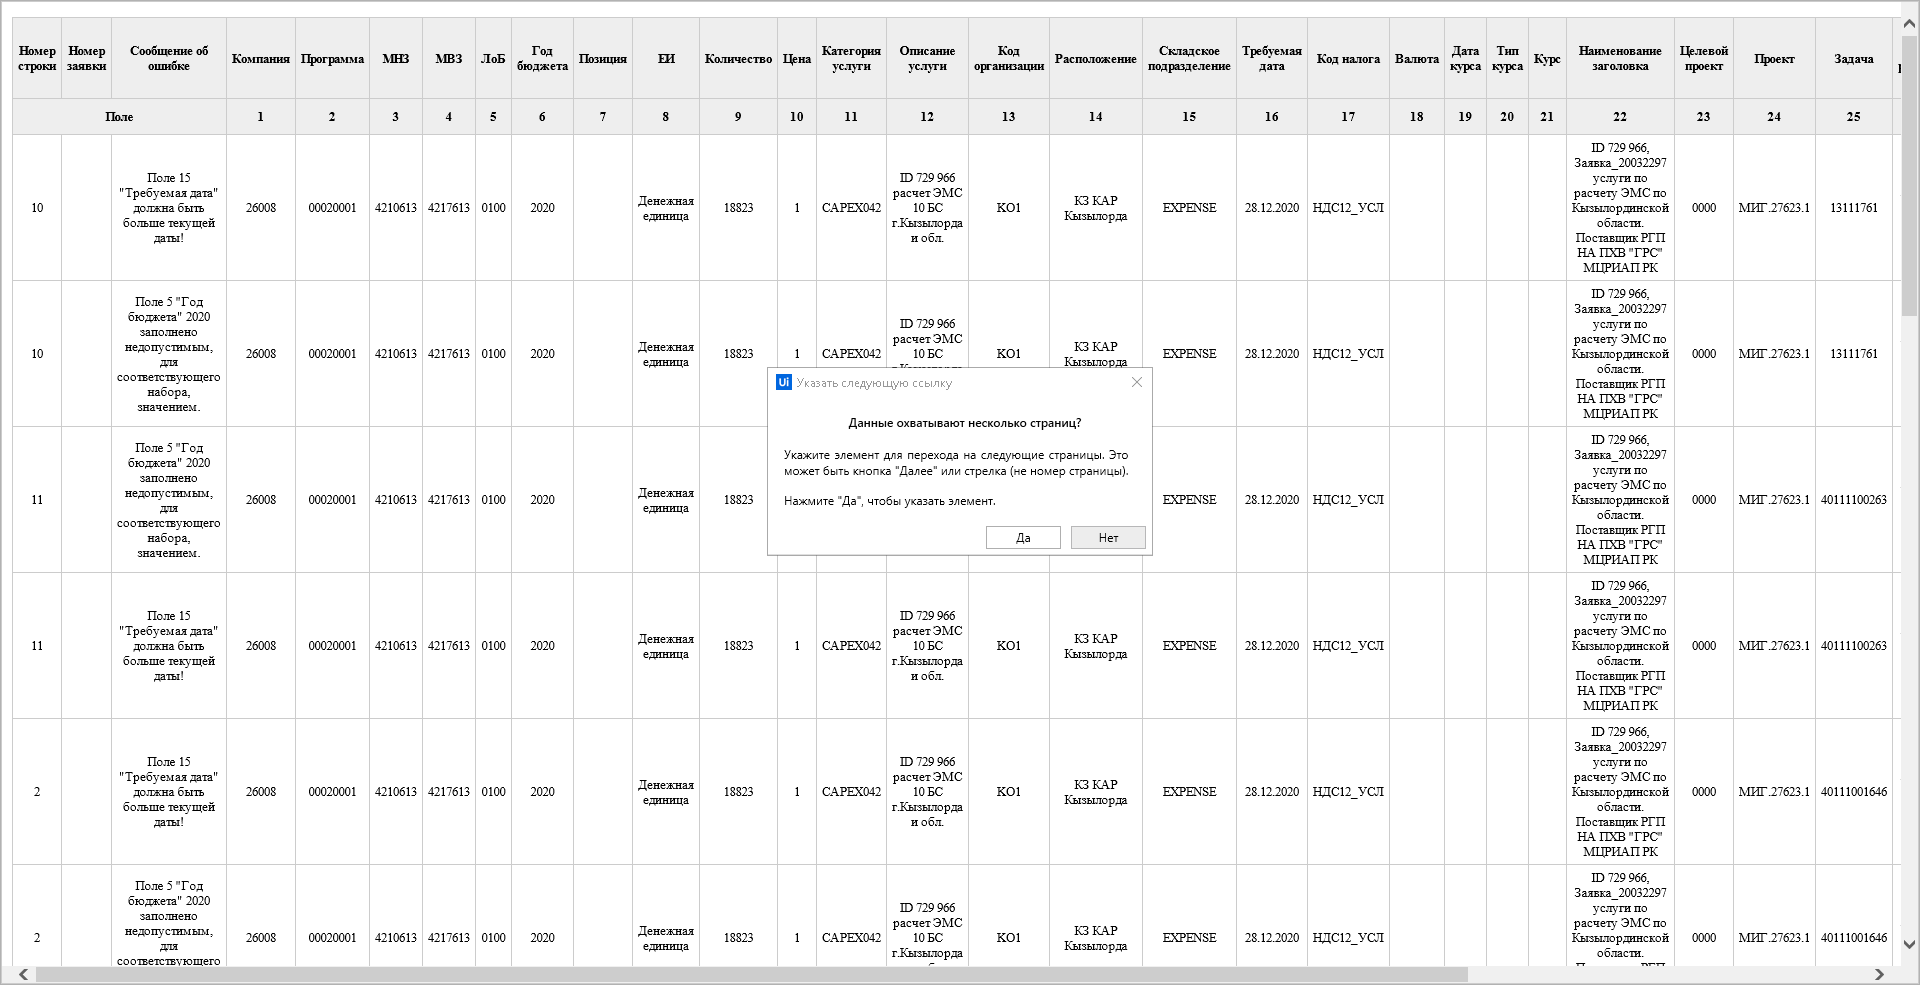 Номер строки Номер заявки Сообщение об ошибке Компания Программа МНЗ МВЗ ЛоБ Год бюджета Позиция ЕИ Количество Цена Категория услуги Описание услуги Код организации Расположение Складское подразделение Требуемая дата Код налога Валюта Дата курса Тип курса Курс Наименование заголовка Целевой проект Проект Задача
Поле 1 2 3 4 5 6 7 8 9 10 11 12 13 14 15 16 17 18 19 20 21 22 23 24 25
10 Поле 15 "Требуемая дата" должна быть больше текущей даты! 26008 00020001 4210613 4217613 0100 2020 Денежная единица 18823 1 CAPEX042 ID 729 966 расчет ЭМС 10 БС г.Кызылорда и обл. KO1 КЗ КАР Кызылорда EXPENSE 28.12.2020 НДС12_УСЛ ID 729 966, Заявка_20032297 услуги по расчету ЭМС по Кызылординской области. Поставщик РГП НА ПХВ "ГРС" МЦРИАП РК 0000 МИГ.27623.1 13111761
10 Поле 5 "Год бюджета" 2020 заполнено недопустимым, для соответствующего набора, значением. 26008 00020001 4210613 4217613 0100 2020 Денежная единица 18823 1 CAPEX042 ID 729 966 расчет ЭМС 10 БС KO1 КЗ КАР Кызылорда EXPENSE 28.12.2020 НДС12_УСЛ ID 729 966, Заявка_20032297 услуги по расчету ЭМС по Кызылординской области. Поставщик РГП НА ПХВ "ГРС" МЦРИАП РК 0000 МИГ.27623.1 13111761
Ui Указать следующую ссылку
Данные охватывают несколько страниц?
Укажите элемент для перехода на следующие страницы. Это
может быть кнопка "Далее" или стрелка (не номер страницы).
Нажмите "Да", чтобы указать элемент.
Да Нет
11 Поле 5 "Год бюджета" 2020 заполнено недопустимым, для соответствующего набора, значением. 26008 00020001 4210613 4217613 0100 2020 Денежная единица 18823 EXPENSE 28.12.2020 НДС12_УСЛ ID 729 966, Заявка_20032297 услуги по расчету ЭМС по Кызылординской области. Поставщик РГП НА ПХВ "ГРС" МЦРИАП РК 0000 МИГ.27623.1 40111100263
11 Поле 15 "Требуемая дата" должна быть больше текущей даты! 26008 00020001 4210613 4217613 0100 2020 Денежная единица 18823 1 CAPEX042 ID 729 966 расчет ЭМС 10 БС г.Кызылорда и обл. KO1 КЗ КАР Кызылорда EXPENSE 28.12.2020 НДС12_УСЛ ID 729 966, Заявка_20032297 услуги по расчету ЭМС по Кызылординской области. Поставщик РГП НА ПХВ "ГРС" МЦРИАП РК 0000 МИГ.27623.1 40111100263
2 Поле 15 "Требуемая дата" должна быть больше текущей даты! 26008 00020001 4210613 4217613 0100 2020 Денежная единица 18823 1 CAPEX042 ID 729 966 расчет ЭМС 10 БС г.Кызылорда и обл. KO1 КЗ КАР Кызылорда EXPENSE 28.12.2020 НДС12_УСЛ ID 729 966, Заявка_20032297 услуги по расчету ЭМС по Кызылординской области. Поставщик РГП НА ПХВ "ГРС" МЦРИАП РК 0000 МИГ.27623.1 40111001646
2 Поле 5 "Год бюджета" 2020 заполнено недопустимым, для соответствующего 26008 00020001 4210613 4217613 0100 2020 Денежная единица 18823 1 CAPEX042 ID 729 966 расчет ЭМС 10 БС г.Кызылорда KO1 КЗ КАР Кызылорда EXPENSE 28.12.2020 НДС12_УСЛ ID 729 966, Заявка_20032297 услуги по расчету ЭМС по Кызылординской области. 0000 МИГ.27623.1 40111001646